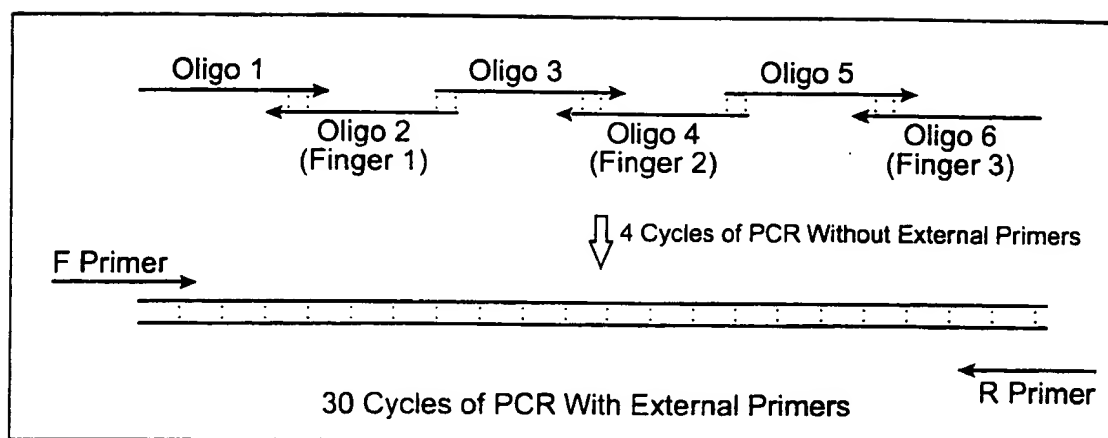 Oligo 1
Oligo 3
Oligo 5
Oligo 2
(Finger 1)
Oligo 4
(Finger 2)
Oligo 6
(Finger 3)
4 Cycles of PCR Without External Primers
F Primer
R Primer
30 Cycles of PCR With External Primers